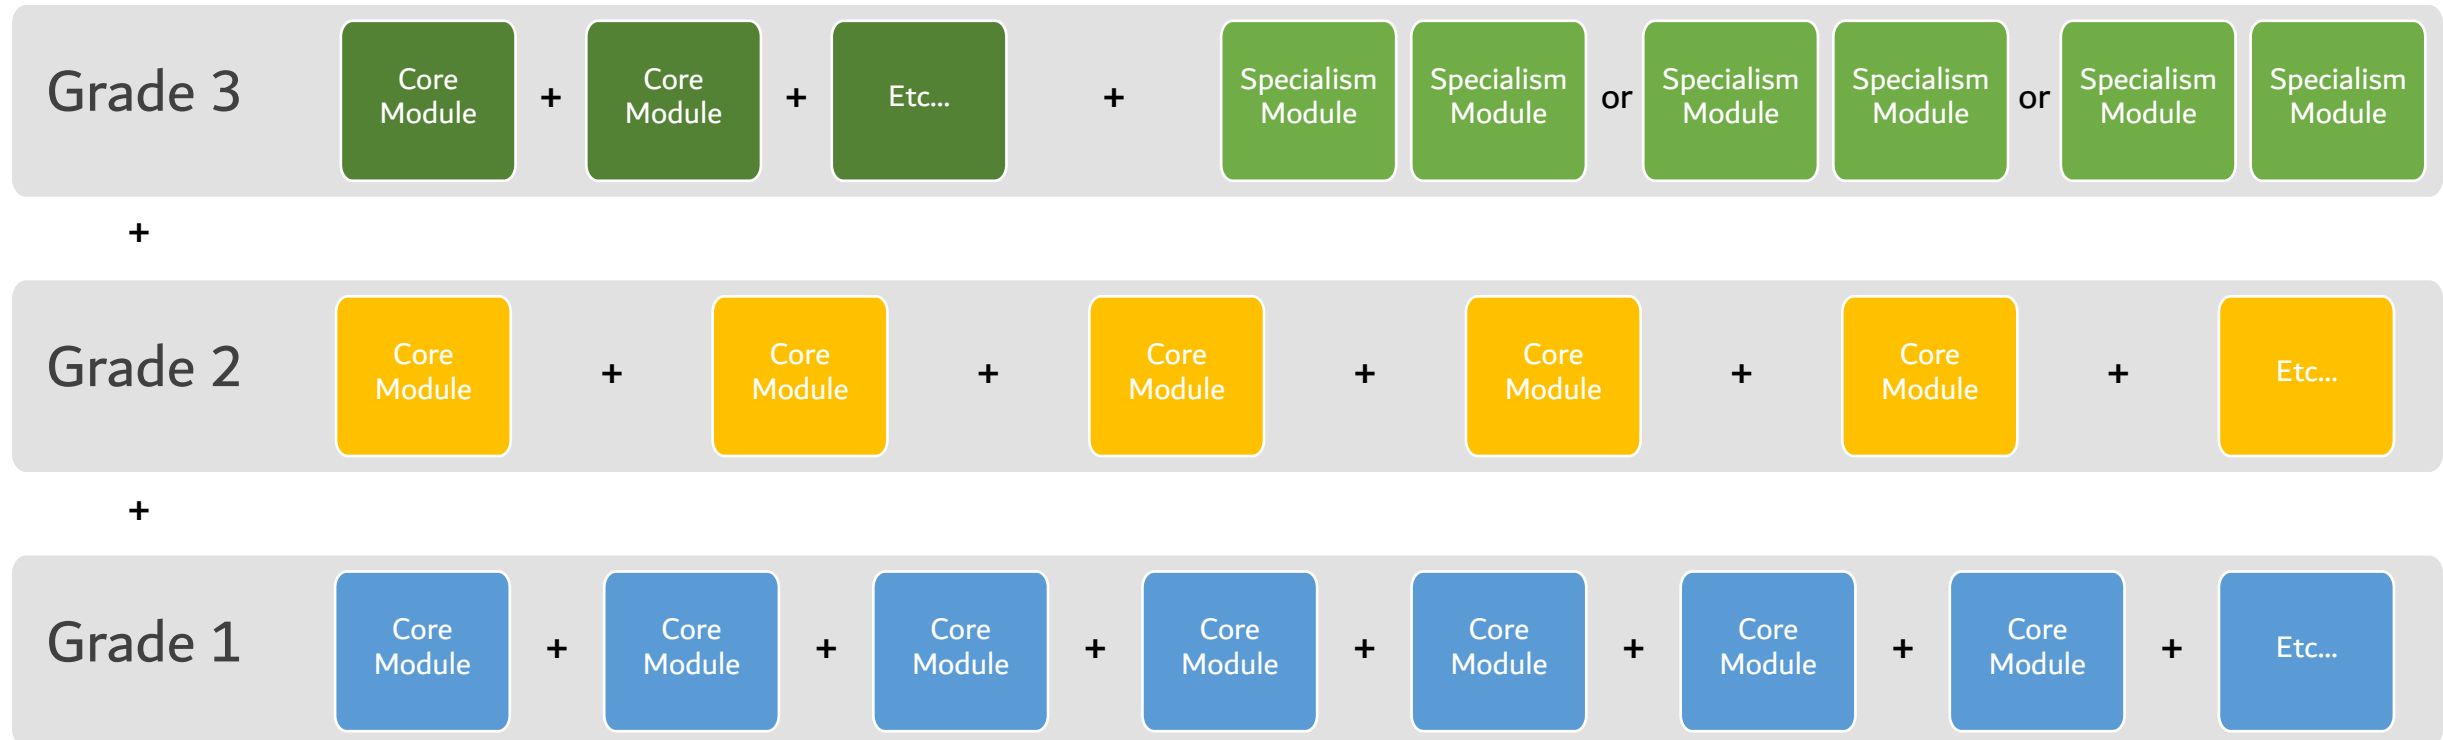 Grade 3
Core
Module
+
Core
Module
+
Etc...
+
Specialism
Module
Specialism
Module
or
Specialism
Module
Specialism
Module
or
Specialism
Module
Specialism
Module
+
Grade 2
Core
Module
+
Core
Module
+
Core
Module
+
Core
Module
+
Core
Module
+
Etc...
+
Grade 1
Core
Module
+
Core
Module
+
Core
Module
+
Core
Module
+
Core
Module
+
Core
Module
+
Core
Module
+
Etc...